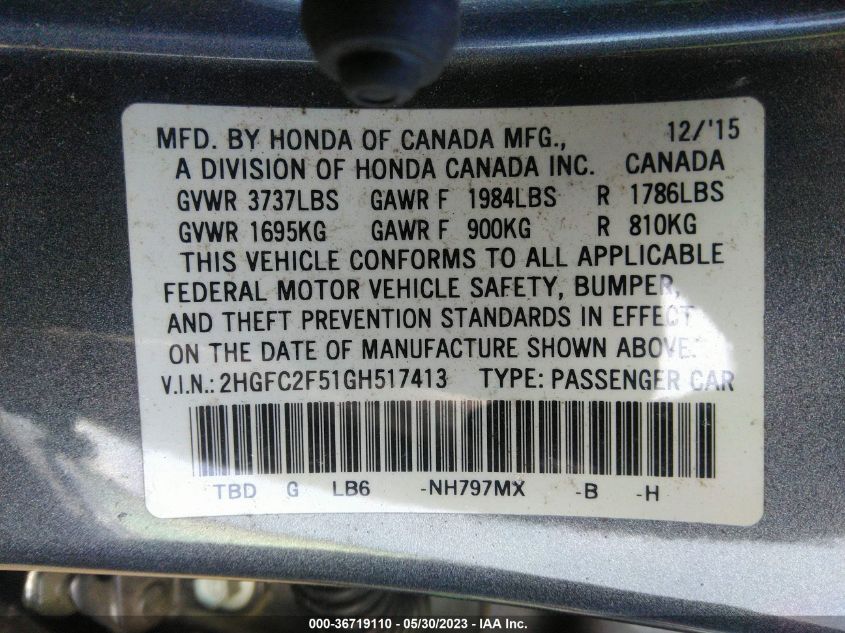 MFD. BY HONDA OF CANADA MFG., 12/'15
A DIVISION OF HONDA CANADA INC. CANADA
GVWR 3737LBS GAWR F 1984LBS R 1786LBS
GVWR 1695KG GAWR F 900KG R 810KG
THIS VEHICLE CONFORMS TO ALL APPLICABLE
FEDERAL MOTOR VEHICLE SAFETY, BUMPER,
AND THEFT PREVENTION STANDARDS IN EFFECT
ON THE DATE OF MANUFACTURE SHOWN ABOVE.
V.I.N.: 2HGFC2F51GH517413 TYPE: PASSENGER CAR
TBD G LB6 -NH797MX -B -H
000-36719110 - 05/30/2023 - IAA Inc.